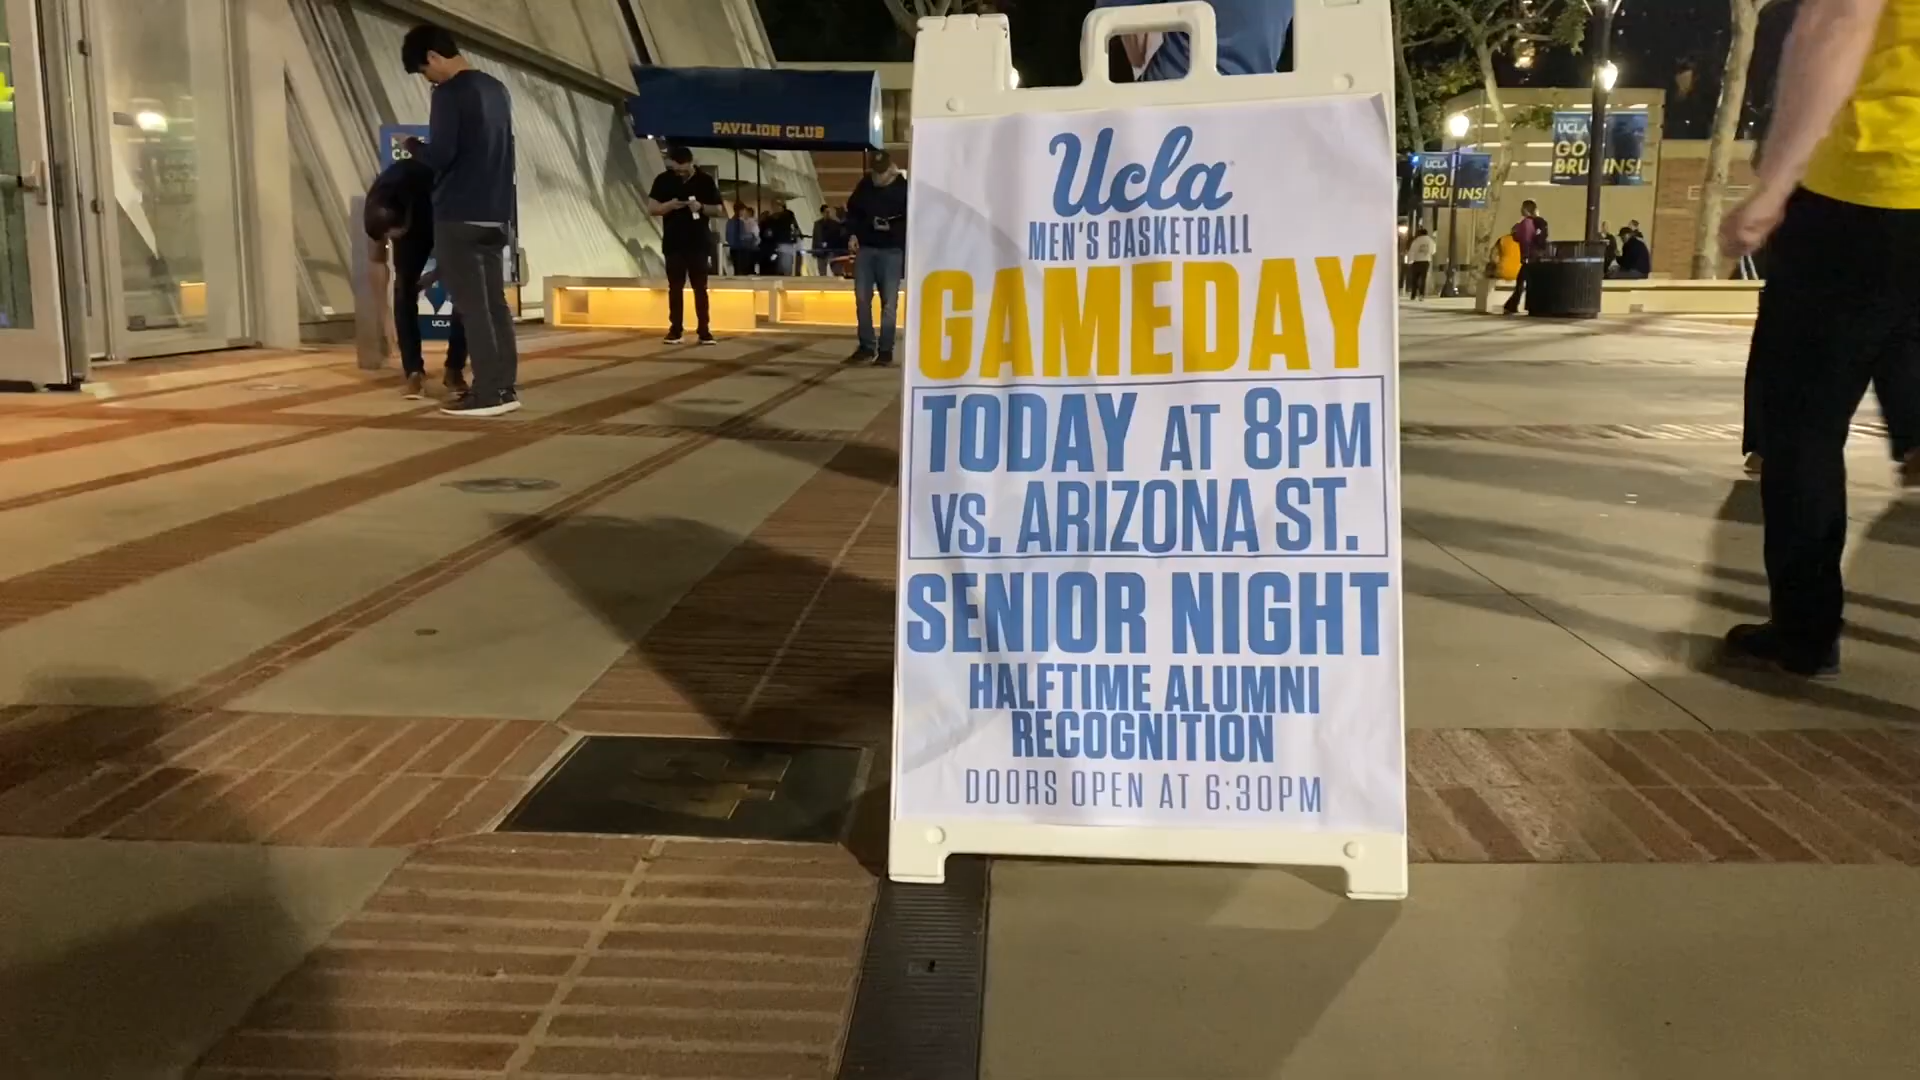 Ucla
MEN'S BASKETBALL
GAMEDAY
TODAY AT 8PM
VS. ARIZONA ST.
SENIOR NIGHT
HALFTIME ALUMNI
RECOGNITION
DOORS OPEN AT 6:30PM
PAVILION CLUB
UCLA
GO
BRUINS!
UCLA
GO
BRUINS!
UCLA